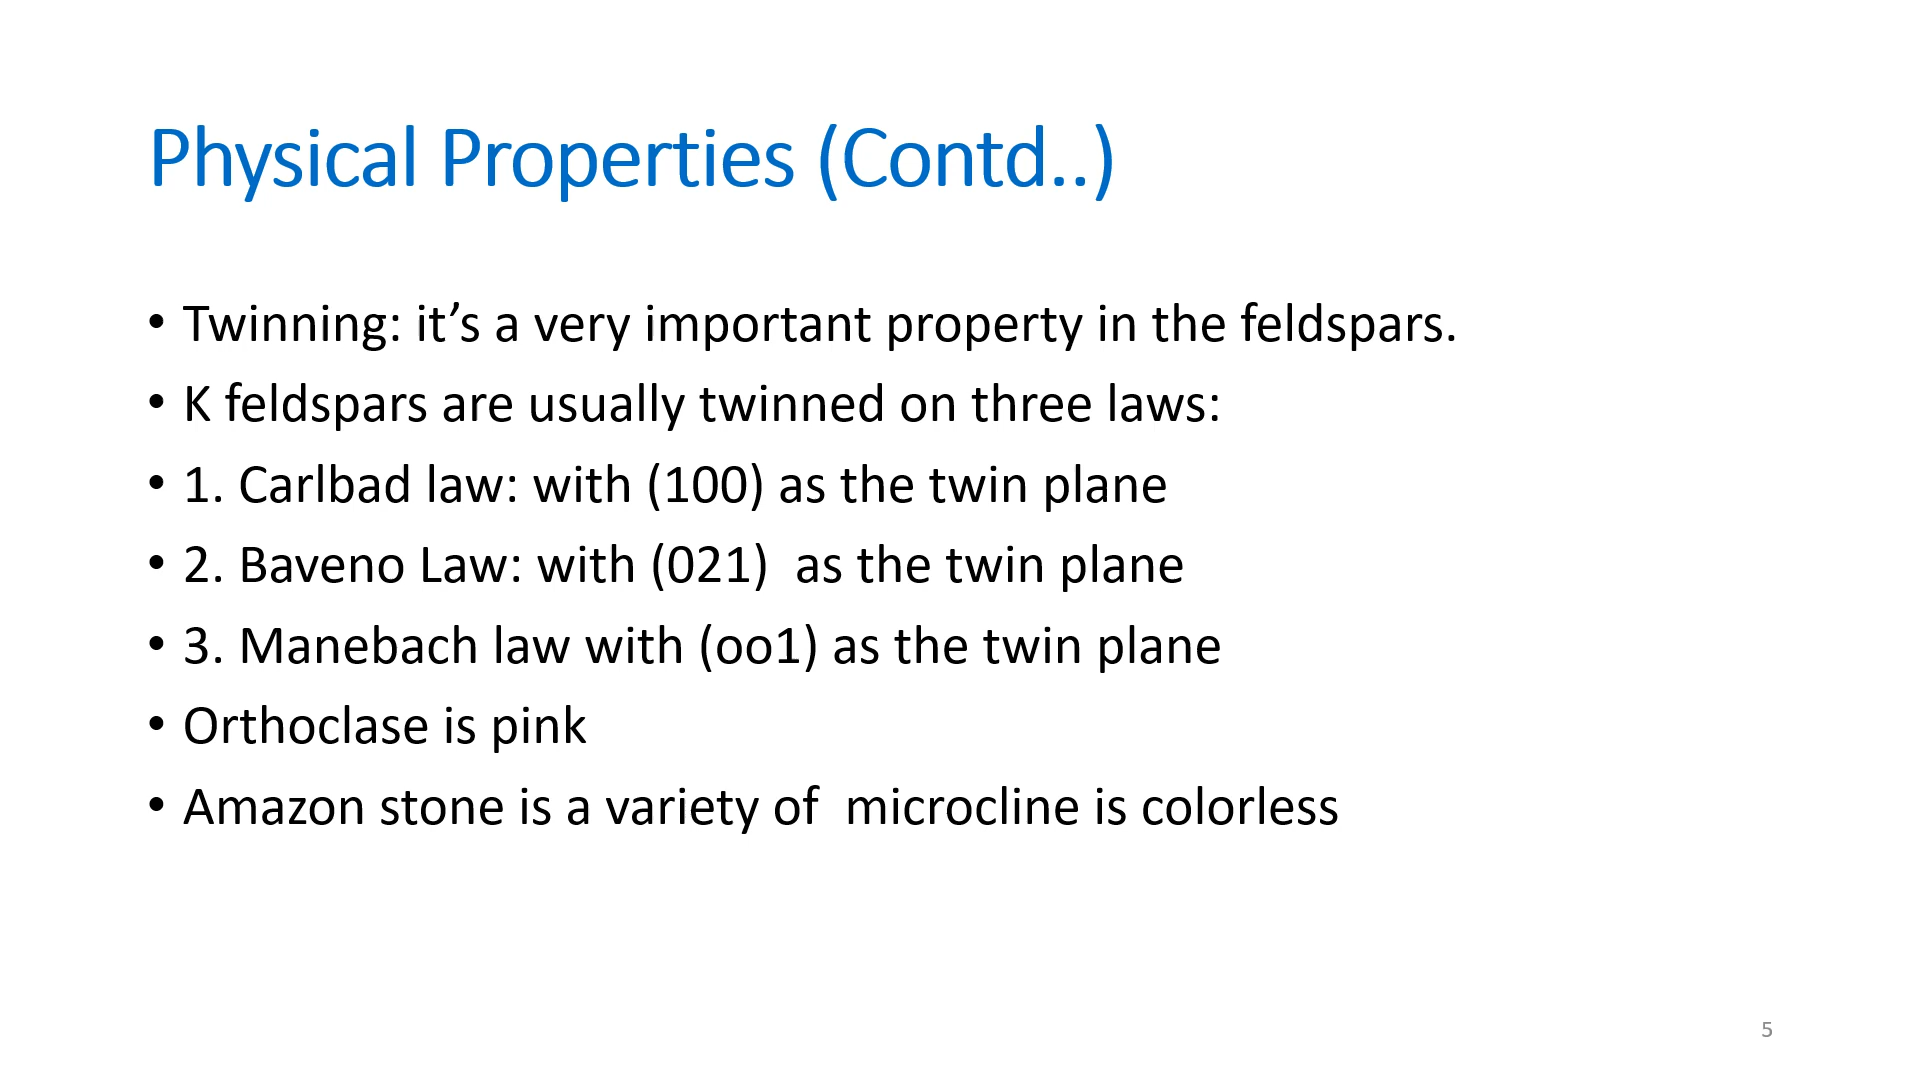 Physical Properties (Contd..)
• Twinning: it’s a very important property in the feldspars.
• K feldspars are usually twinned on three laws:
• 1. Carlbad law: with (100) as the twin plane
• 2. Baveno Law: with (021)  as the twin plane
• 3. Manebach law with (oo1) as the twin plane
• Orthoclase is pink
• Amazon stone is a variety of  microcline is colorless
5